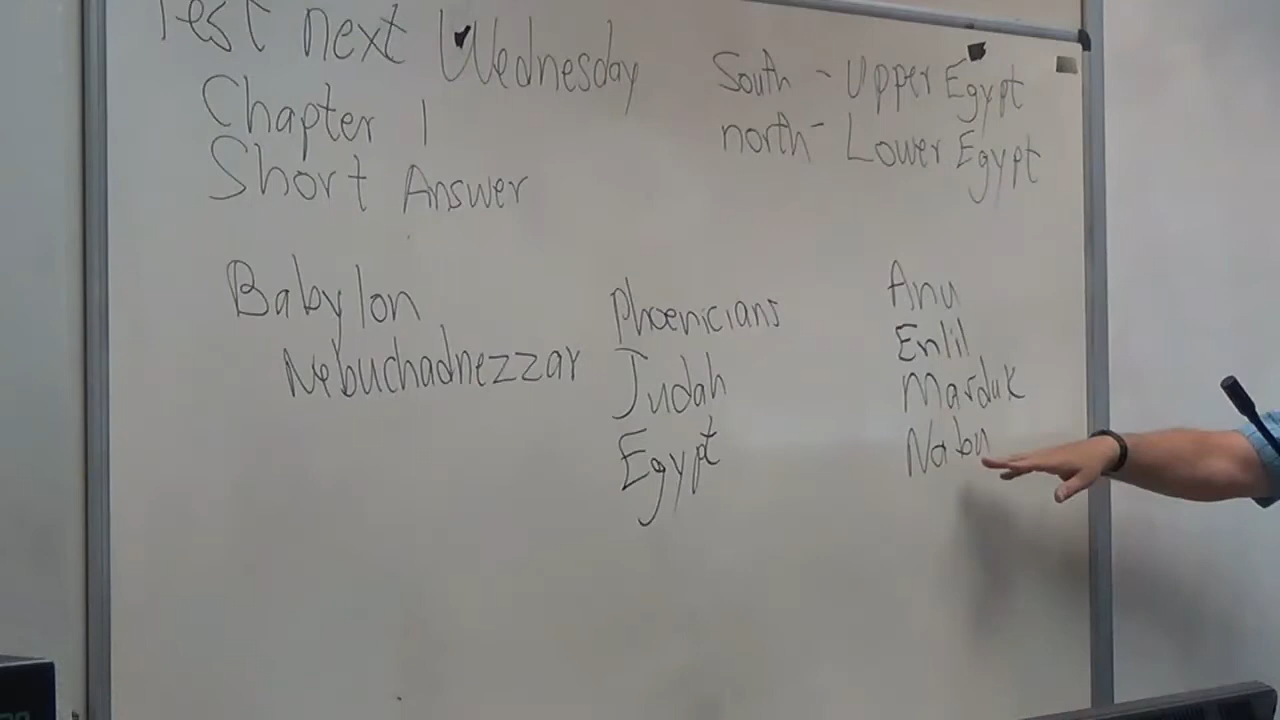 Test next Wednesday
Chapter 1
Short Answer
South - Upper Egypt
north - Lower Egypt
Babylon
Nebuchadnezzar
Phoenicians
Judah
Egypt
Anu
Enlil
Marduk
Nabu